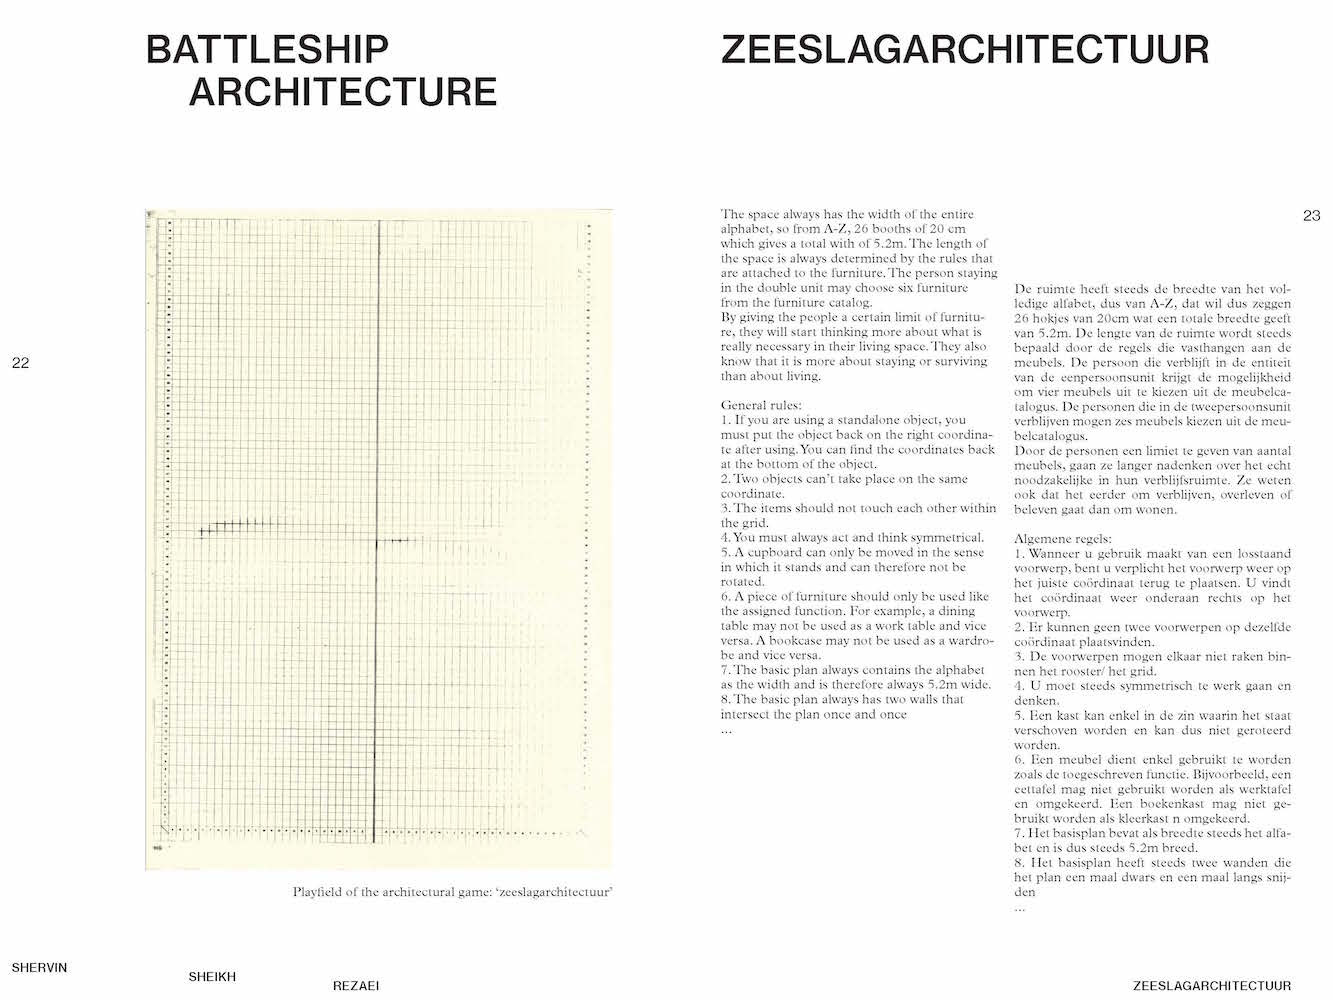 BATTLESHIP
ARCHITECTURE
22
Playfield of the architectural game: ‘zeeslagarchitectuur’
SHERVIN
SHEIKH
REZAEI
ZEESLAGARCHITECTUUR
23
The space always has the width of the entire
alphabet, so from A-Z, 26 booths of 20 cm
which gives a total with of 5.2m. The length of
the space is always determined by the rules that
are attached to the furniture. The person staying
in the double unit may choose six furniture
from the furniture catalog.
By giving the people a certain limit of furnitu-
re, they will start thinking more about what is
really necessary in their living space. They also
know that it is more about staying or surviving
than about living.
General rules:
1. If you are using a standalone object, you
must put the object back on the right coordina-
te after using. You can find the coordinates back
at the bottom of the object.
2. Two objects can’t take place on the same
coordinate.
3. The items should not touch each other within
the grid.
4. You must always act and think symmetrical.
5. A cupboard can only be moved in the sense
in which it stands and can therefore not be
rotated.
6. A piece of furniture should only be used like
the assigned function. For example, a dining
table may not be used as a work table and vice
versa. A bookcase may not be used as a wardro-
be and vice versa.
7. The basic plan always contains the alphabet
as the width and is therefore always 5.2m wide.
8. The basic plan always has two walls that
intersect the plan once and once
...
De ruimte heeft steeds de breedte van het vol-
ledige alfabet, dus van A-Z, dat wil dus zeggen
26 hokjes van 20cm wat een totale breedte geeft
van 5.2m. De lengte van de ruimte wordt steeds
bepaald door de regels die vasthangen aan de
meubels. De persoon die verblijft in de entiteit
van de eenpersoonsunit krijgt de mogelijkheid
om vier meubels uit te kiezen uit de meubelca-
talogus. De personen die in de tweepersoonsunit
verblijven mogen zes meubels kiezen uit de meu-
belcatalogus.
Door de personen een limiet te geven van aantal
meubels, gaan ze langer nadenken over het echt
noodzakelijke in hun verblijfsruimte. Ze weten
ook dat het eerder om verblijven, overleven of
beleven gaat dan om wonen.
Algemene regels:
1. Wanneer u gebruik maakt van een losstaand
voorwerp, bent u verplicht het voorwerp weer op
het juiste coördinaat terug te plaatsen. U vindt
het coördinaat weer onderaan rechts op het
voorwerp.
2. Er kunnen geen twee voorwerpen op dezelfde
coördinaat plaatsvinden.
3. De voorwerpen mogen elkaar niet raken bin-
nen het rooster/ het grid.
4. U moet steeds symmetrisch te werk gaan en
denken.
5. Een kast kan enkel in de zin waarin het staat
verschoven worden en kan dus niet geroteerd
worden.
6. Een meubel dient enkel gebruikt te worden
zoals de toegeschreven functie. Bijvoorbeeld, een
eettafel mag niet gebruikt worden als werktafel
en omgekeerd. Een boekenkast mag niet ge-
bruikt worden als kleerkast n omgekeerd.
7. Het basisplan bevat als breedte steeds het alfa-
bet en is dus steeds 5.2m breed.
8. Het basisplan heeft steeds twee wanden die
het plan een maal dwars en een maal langs snij-
den
...
ZEESLAGARCHITECTUUR